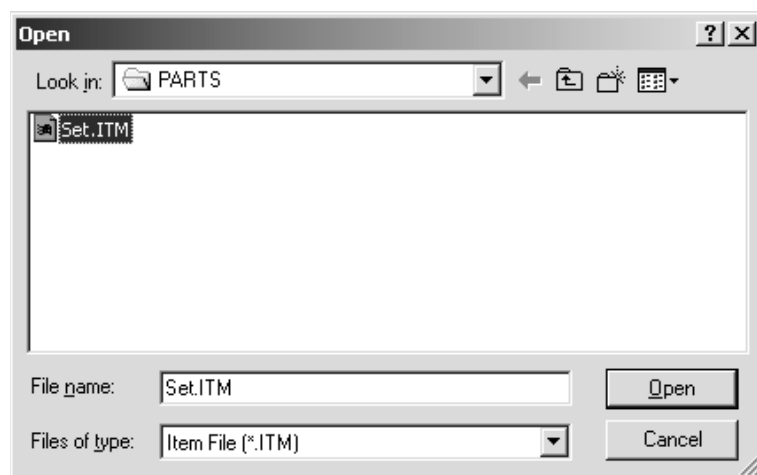 Open
Look in: PARTS
Set.ITM
File name: Set.ITM Open
Files of type: Item File (*.ITM) Cancel